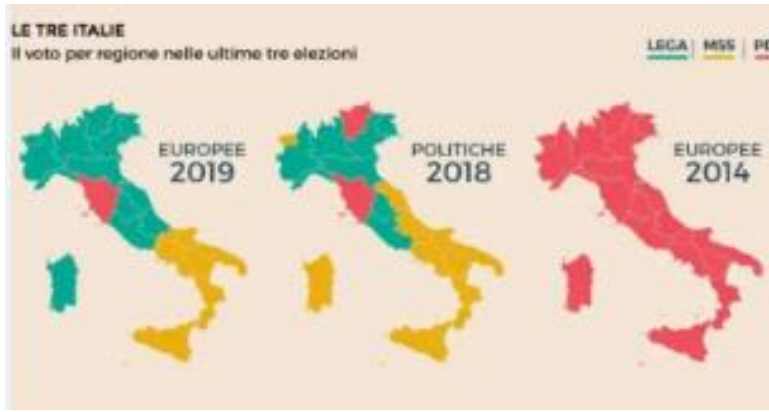 LE TRE ITALIE
Il voto per regione nelle ultime tre elezioni
LEGA | M5S | PD
EUROPEE
2019
POLITICHE
2018
EUROPEE
2014